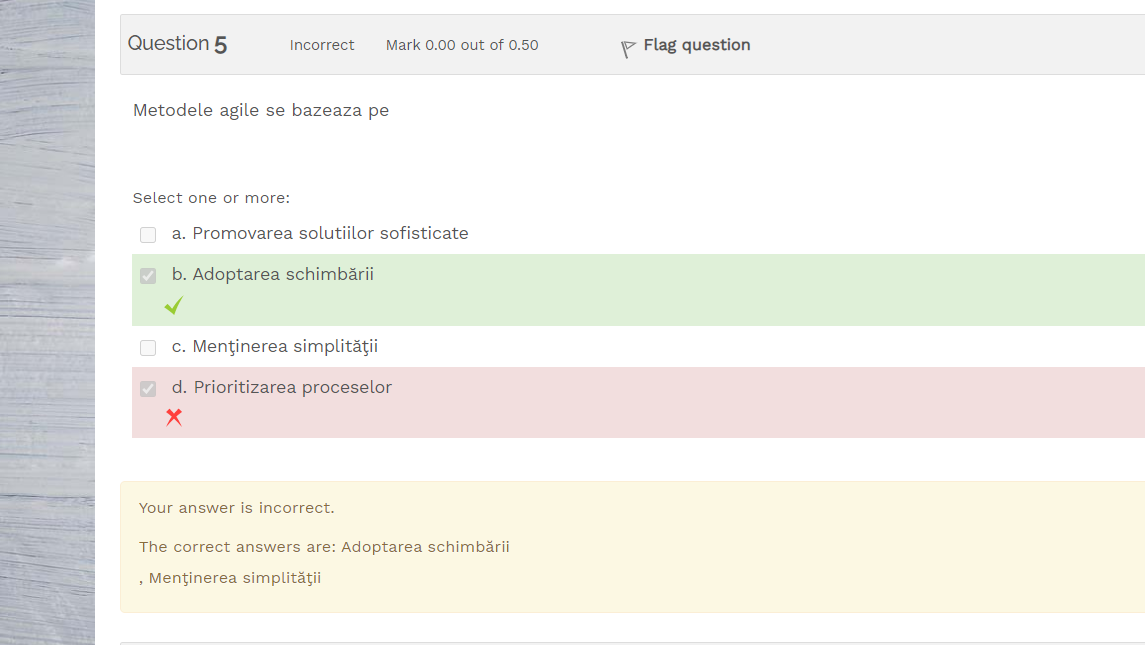 Question 5 Incorrect Mark 0.00 out of 0.50 Flag question
Metodele agile se bazeaza pe
Select one or more:
a. Promovarea solutiilor sofisticate
b. Adoptarea schimbării
c. Menţinerea simplităţii
d. Prioritizarea proceselor
Your answer is incorrect.
The correct answers are: Adoptarea schimbării
, Menţinerea simplităţii